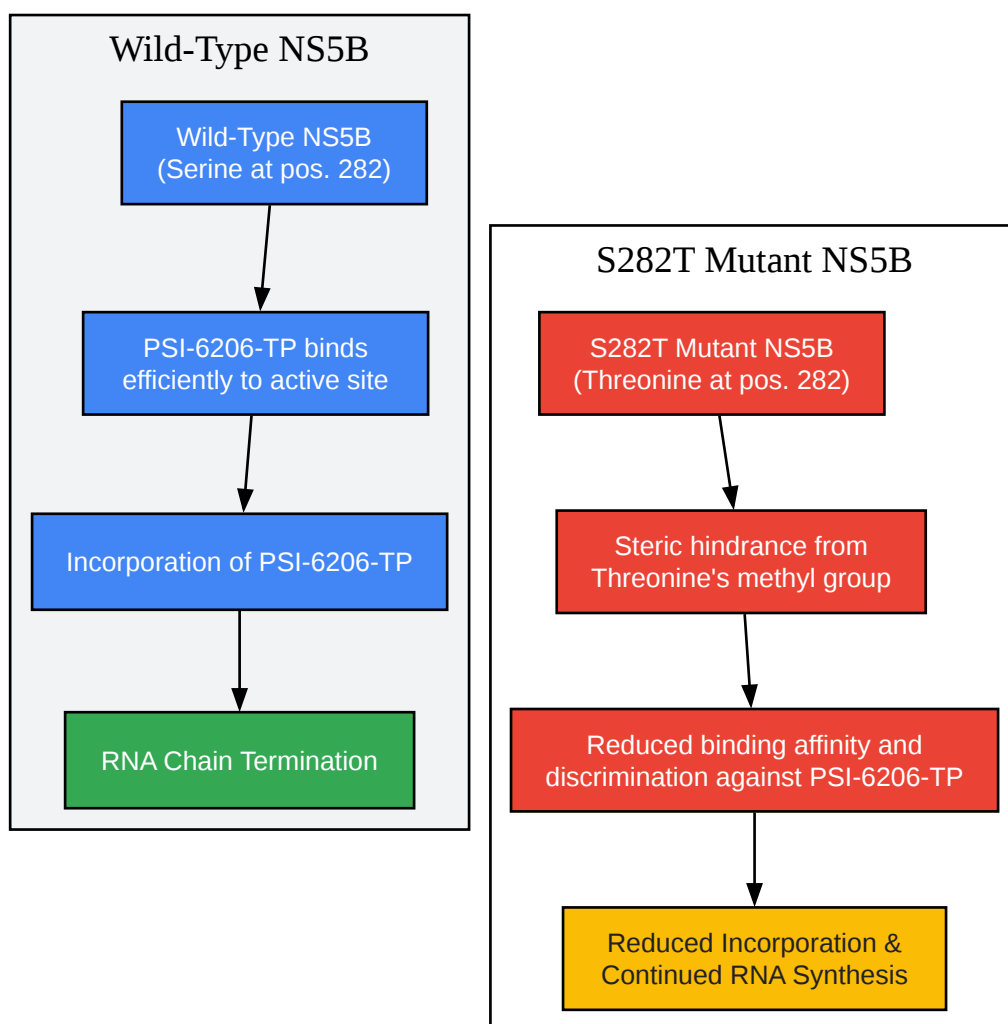 Wild-Type NS5B
Wild-Type NS5B
(Serine at pos. 282)
PSI-6206-TP binds
efficiently to active site
Incorporation of PSI-6206-TP
RNA Chain Termination
S282T Mutant NS5B
S282T Mutant NS5B
(Threonine at pos. 282)
Steric hindrance from
Threonine's methyl group
Reduced binding affinity and
discrimination against PSI-6206-TP
Reduced Incorporation &
Continued RNA Synthesis